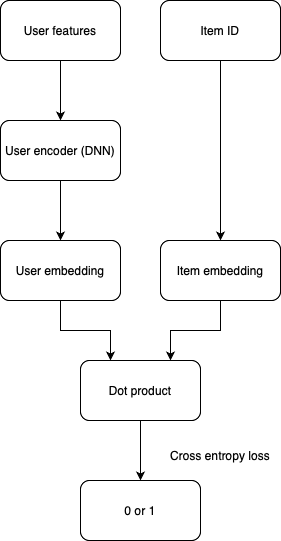 User features
Item ID
User encoder (DNN)
User embedding
Item embedding
Dot product
Cross entropy loss
0 or 1